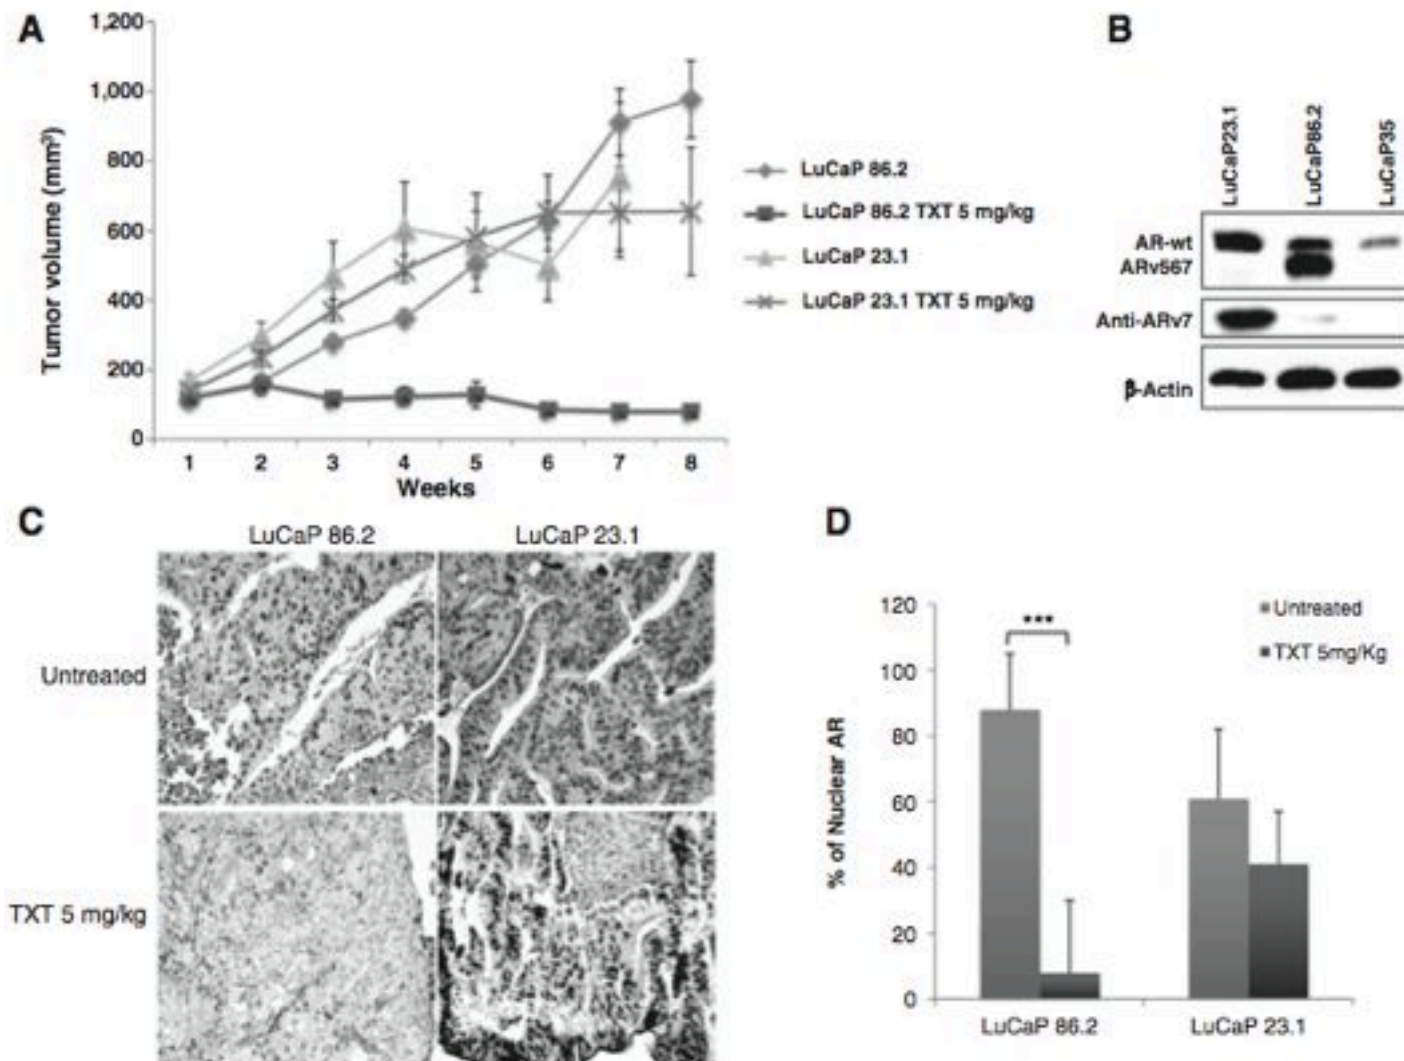 A
1,200
1,000
800
600
400
200
0
Tumor volume (mm³)
1 2 3 4 5 6 7 8
Weeks
LuCaP 86.2
LuCaP 86.2 TXT 5 mg/kg
LuCaP 23.1
LuCaP 23.1 TXT 5 mg/kg
B
LuCaP23.1
LuCaP86.2
LuCaP35
AR-wt
ARv567
Anti-ARv7
β-Actin
C
LuCaP 86.2 LuCaP 23.1
Untreated
TXT 5 mg/kg
D
120
100
80
60
40
20
0
% of Nuclear AR
***
Untreated
TXT 5mg/Kg
LuCaP 86.2 LuCaP 23.1